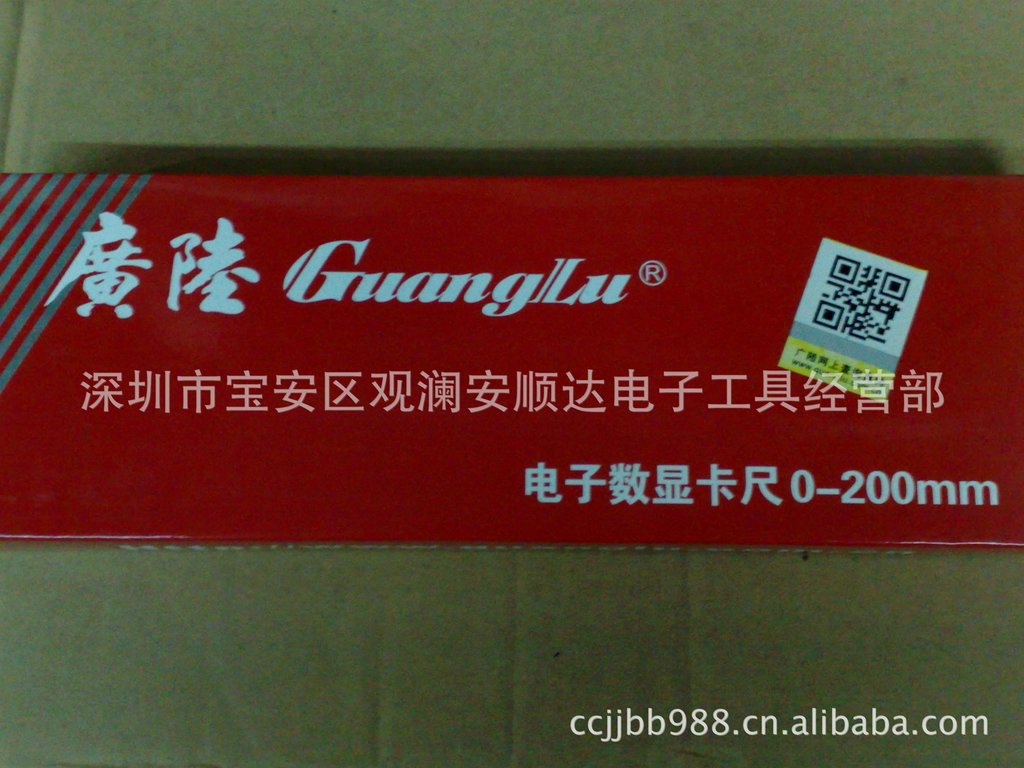 廣陸 GuangLu®
深圳市宝安区观澜安顺达电子工具经营部
电子数显卡尺0-200mm
ccjjbb988.cn.alibaba.com